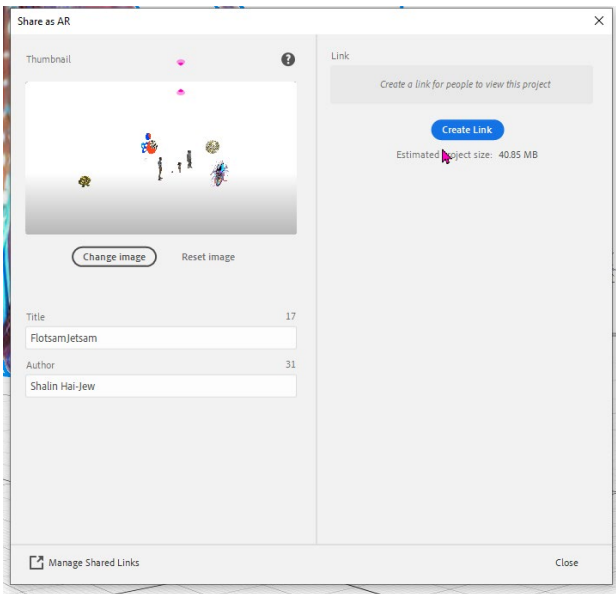 Share as AR
Thumbnail
?
Change image
Reset image
Title
17
FlotsamJetsam
Author
31
Shalin Hai-Jew
Manage Shared Links
Link
Create a link for people to view this project
Create Link
Estimated project size: 40.85 MB
Close